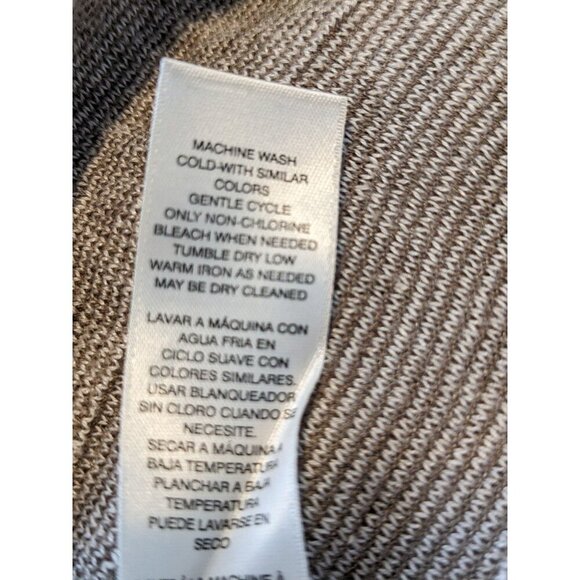 MACHINE WASH
COLD-WITH SIMILAR
COLORS
GENTLE CYCLE
ONLY NON-CHLORINE
BLEACH WHEN NEEDED
TUMBLE DRY LOW
WARM IRON AS NEEDED
MAY BE DRY CLEANED
LAVAR A MÁQUINA CON
AGUA FRIA EN
CICLO SUAVE CON
COLORES SIMILARES.
USAR BLANQUEADOR
SIN CLORO CUANDO SE
NECESITE.
SECAR A MÁQUINA A
BAJA TEMPERATURA
PLANCHAR A BAJA
TEMPERATURA
PUEDE LAVARSE EN
SECO
MACHINE À